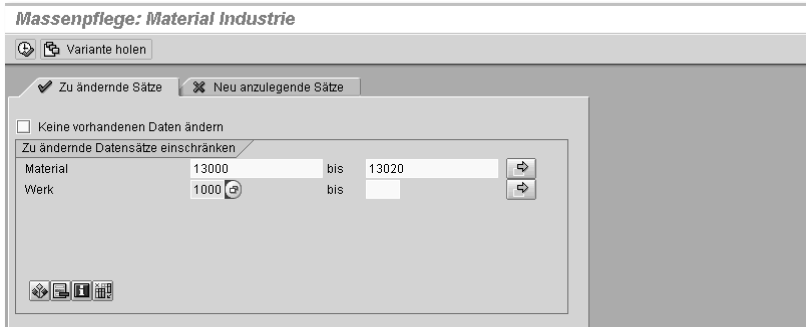 Massenpflege: Material Industrie
Variante holen
Zu ändernde Sätze Neu anzulegende Sätze
Keine vorhandenen Daten ändern
Zu ändernde Datensätze einschränken
Material 13000 bis 13020
Werk 1000 bis